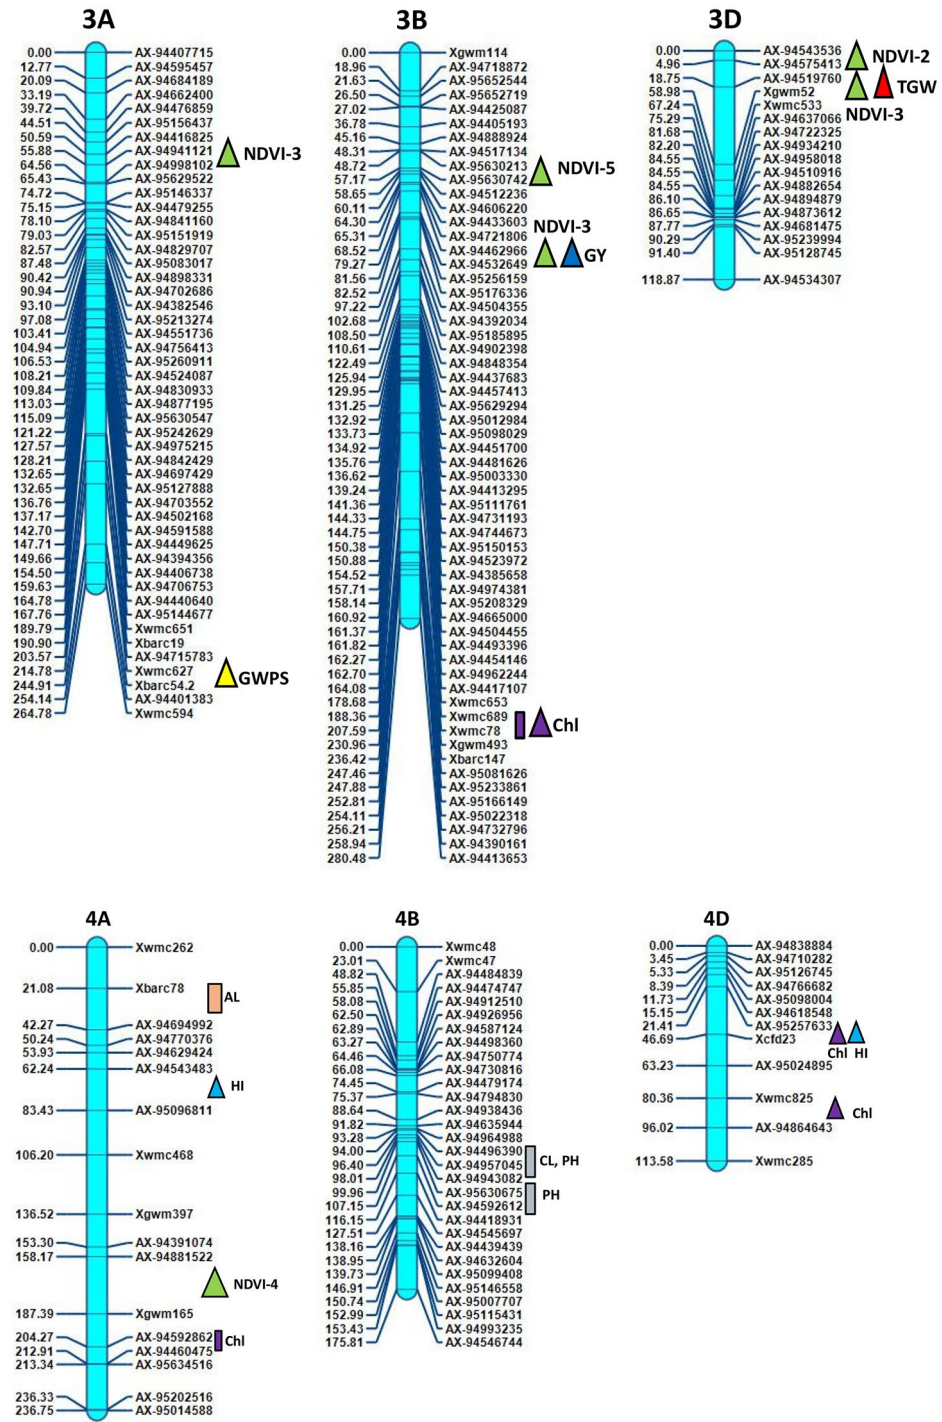 3A
0.00 AX-94407715
12.77 AX-94595457
20.09 AX-94684189
33.19 AX-94662400
39.72 AX-94476859
44.51 AX-95156437
50.59 AX-94416825
55.88 AX-94941121
64.56 AX-94998102
65.43 AX-95629522
74.72 AX-95146337
75.15 AX-94479255
78.10 AX-94841160
79.03 AX-95151919
82.57 AX-94829707
87.48 AX-95083017
90.42 AX-94898331
90.94 AX-94702686
93.10 AX-94382546
97.08 AX-95213274
103.41 AX-94551736
104.94 AX-94756413
106.53 AX-95260911
108.21 AX-94524087
109.84 AX-94830933
113.03 AX-94877195
115.09 AX-95630547
121.22 AX-95242629
127.57 AX-94975215
128.21 AX-94842429
132.65 AX-94697429
132.65 AX-95127888
136.76 AX-94703552
137.17 AX-94502168
142.70 AX-94591588
147.71 AX-94449625
149.66 AX-94394356
154.50 AX-94406738
159.63 AX-94706753
164.78 AX-94440640
167.76 AX-95144677
189.79 Xwmc651
190.90 Xbarc19
203.57 AX-94715783
214.78 Xwmc627
244.91 Xbarc54.2
254.14 AX-94401383
264.78 Xwmc594
NDVI-3
GWPS
3B
0.00 Xgwm114
18.96 AX-94718872
21.63 AX-95652544
26.50 AX-95652719
27.02 AX-94425087
36.78 AX-94405193
45.16 AX-94888924
48.31 AX-94517134
48.72 AX-95630213
57.17 AX-95630742
58.65 AX-94512236
60.11 AX-94606220
64.30 AX-94433603
65.31 AX-94721806
68.52 AX-94462966
79.27 AX-94532649
81.56 AX-95256159
82.52 AX-95176336
97.22 AX-94504355
102.68 AX-94392034
108.50 AX-95185895
110.61 AX-94902398
122.49 AX-94848354
125.94 AX-94437683
129.95 AX-94457413
131.25 AX-95629294
132.92 AX-95012984
133.73 AX-95098029
134.92 AX-94451700
135.76 AX-94481626
136.62 AX-95003330
139.24 AX-94413295
141.36 AX-95111761
144.33 AX-94731193
144.75 AX-94744673
150.38 AX-95150153
150.88 AX-94523972
154.52 AX-94385658
157.71 AX-94974381
158.14 AX-95208329
160.92 AX-94665000
161.37 AX-94504455
161.82 AX-94493396
162.27 AX-94454146
162.70 AX-94962244
164.08 AX-94417107
178.68 Xwmc653
188.36 Xwmc689
207.59 Xwmc78
230.96 Xgwm493
236.42 Xbarc147
247.46 AX-95081626
247.88 AX-95233861
252.81 AX-95166149
254.11 AX-95022318
256.21 AX-94732796
258.94 AX-94390161
280.48 AX-94413653
NDVI-5
NDVI-3
GY
Chl
3D
0.00 AX-94543536
4.96 AX-94575413
18.75 AX-94519760
58.98 Xgwm52
67.24 Xwmc533
75.29 AX-94637066
81.68 AX-94722325
82.20 AX-94934210
84.55 AX-94958018
84.55 AX-94510916
84.55 AX-94882654
86.10 AX-94894879
86.65 AX-94873612
87.77 AX-94681475
90.29 AX-95239994
91.40 AX-95128745
118.87 AX-94534307
NDVI-2
TGW
NDVI-3
4A
0.00 Xwmc262
21.08 Xbarc78
42.27 AX-94694992
50.24 AX-94770376
53.93 AX-94629424
62.24 AX-94543483
83.43 AX-95096811
106.20 Xwmc468
136.52 Xgwm397
153.30 AX-94391074
158.17 AX-94881522
187.39 Xgwm165
204.27 AX-94592862
212.91 AX-94460475
213.34 AX-95634516
236.33 AX-95202516
236.75 AX-95014588
AL
HI
NDVI-4
Chl
4B
0.00 Xwmc48
23.01 Xwmc47
48.82 AX-94484839
55.85 AX-94474747
58.08 AX-94912510
62.50 AX-94926956
62.89 AX-94587124
63.27 AX-94498360
64.46 AX-94750774
66.08 AX-94730816
74.45 AX-94479174
75.37 AX-94794830
88.64 AX-94938436
91.82 AX-94635944
93.28 AX-94964988
94.00 AX-94496390
96.40 AX-94957045
98.01 AX-94943082
99.96 AX-95630675
107.15 AX-94592612
116.15 AX-94418931
127.51 AX-94545697
138.16 AX-94439439
138.95 AX-94632604
139.73 AX-95099408
146.91 AX-95146558
150.74 AX-95007707
152.99 AX-95115431
153.43 AX-94993235
175.81 AX-94546744
CL, PH
PH
4D
0.00 AX-94838884
3.45 AX-94710282
5.33 AX-95126745
8.39 AX-94766682
11.73 AX-95098004
15.15 AX-94618548
21.41 AX-95257633
46.69 Xcfd23
63.23 AX-95024895
80.36 Xwmc825
96.02 AX-94864643
113.58 Xwmc285
Chl HI
Chl